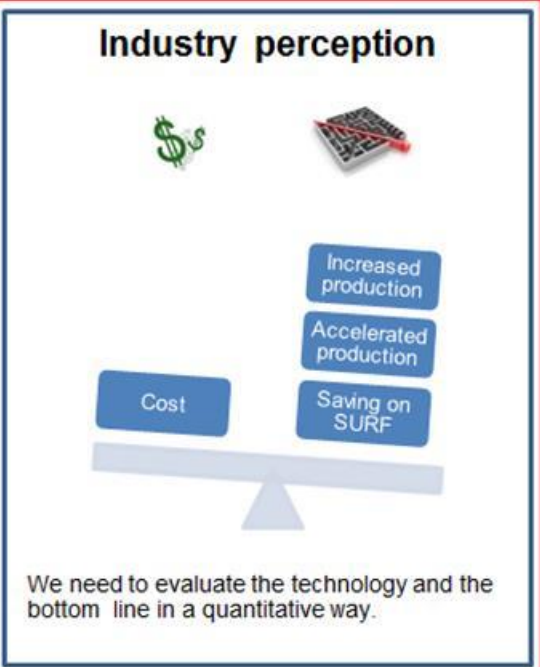 Industry perception
$ $
Increased
production
Accelerated
production
Cost
Saving on
SURF
We need to evaluate the technology and the
bottom line in a quantitative way.